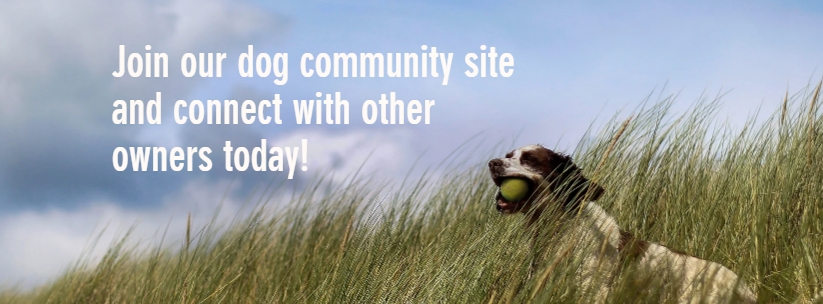 Join our dog community site
and connect with other
owners today!